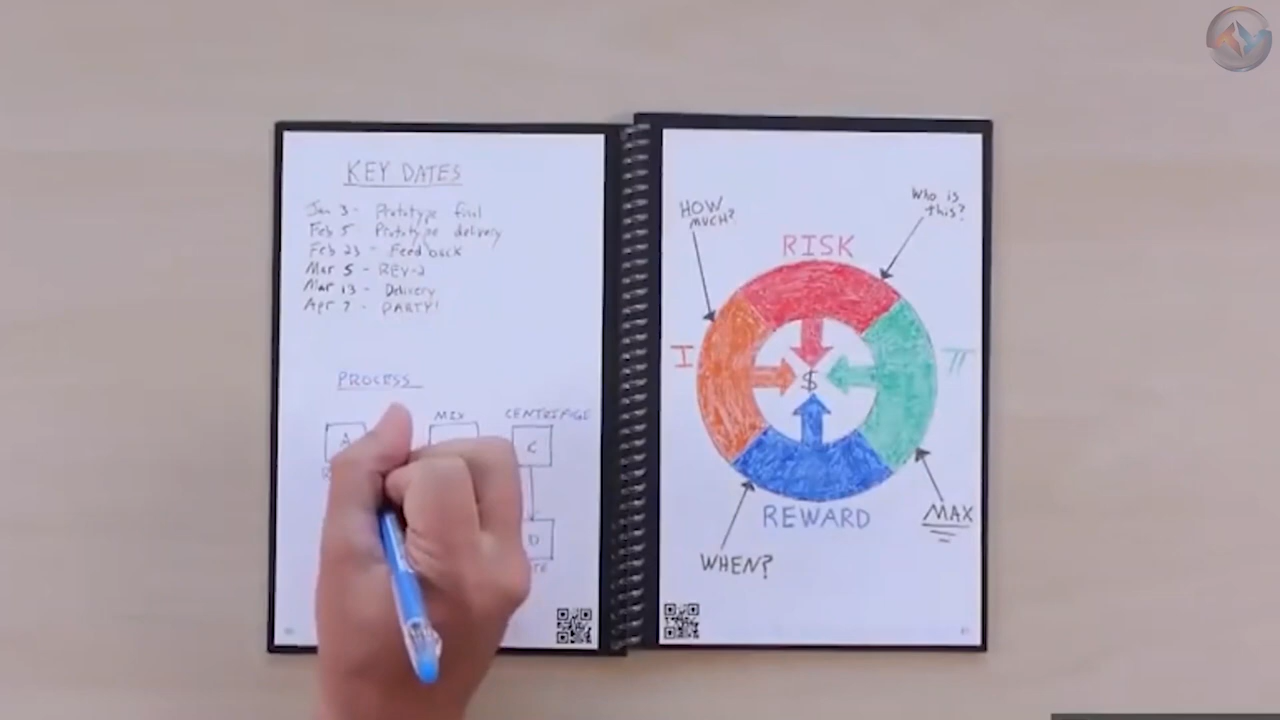 KEY DATES
Jan 3 - Prototype final
Feb 5 - Prototype delivery
Feb 23 - Feedback
Mar 5 - REV-2
Mar 13 - Delivery
Apr 7 - PARTY!
PROCESS
MIX
CENTRIFUGE
A
C
D
HOW
MUCH?
Who is
this?
RISK
I
$
π
REWARD
MAX
WHEN?